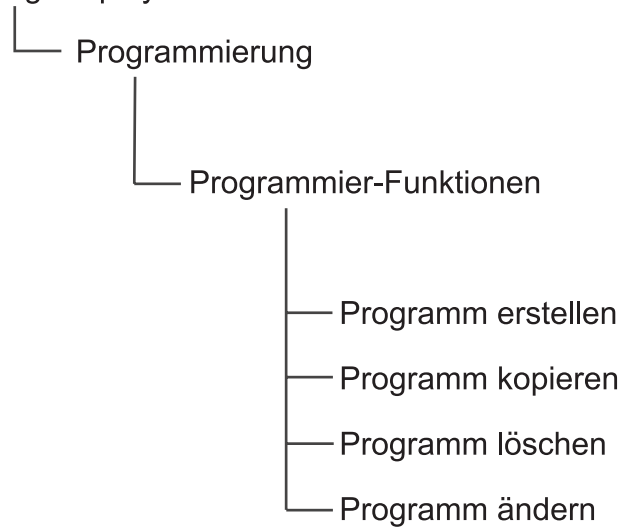 Programmierung
Programmier-Funktionen
Programm erstellen
Programm kopieren
Programm löschen
Programm ändern